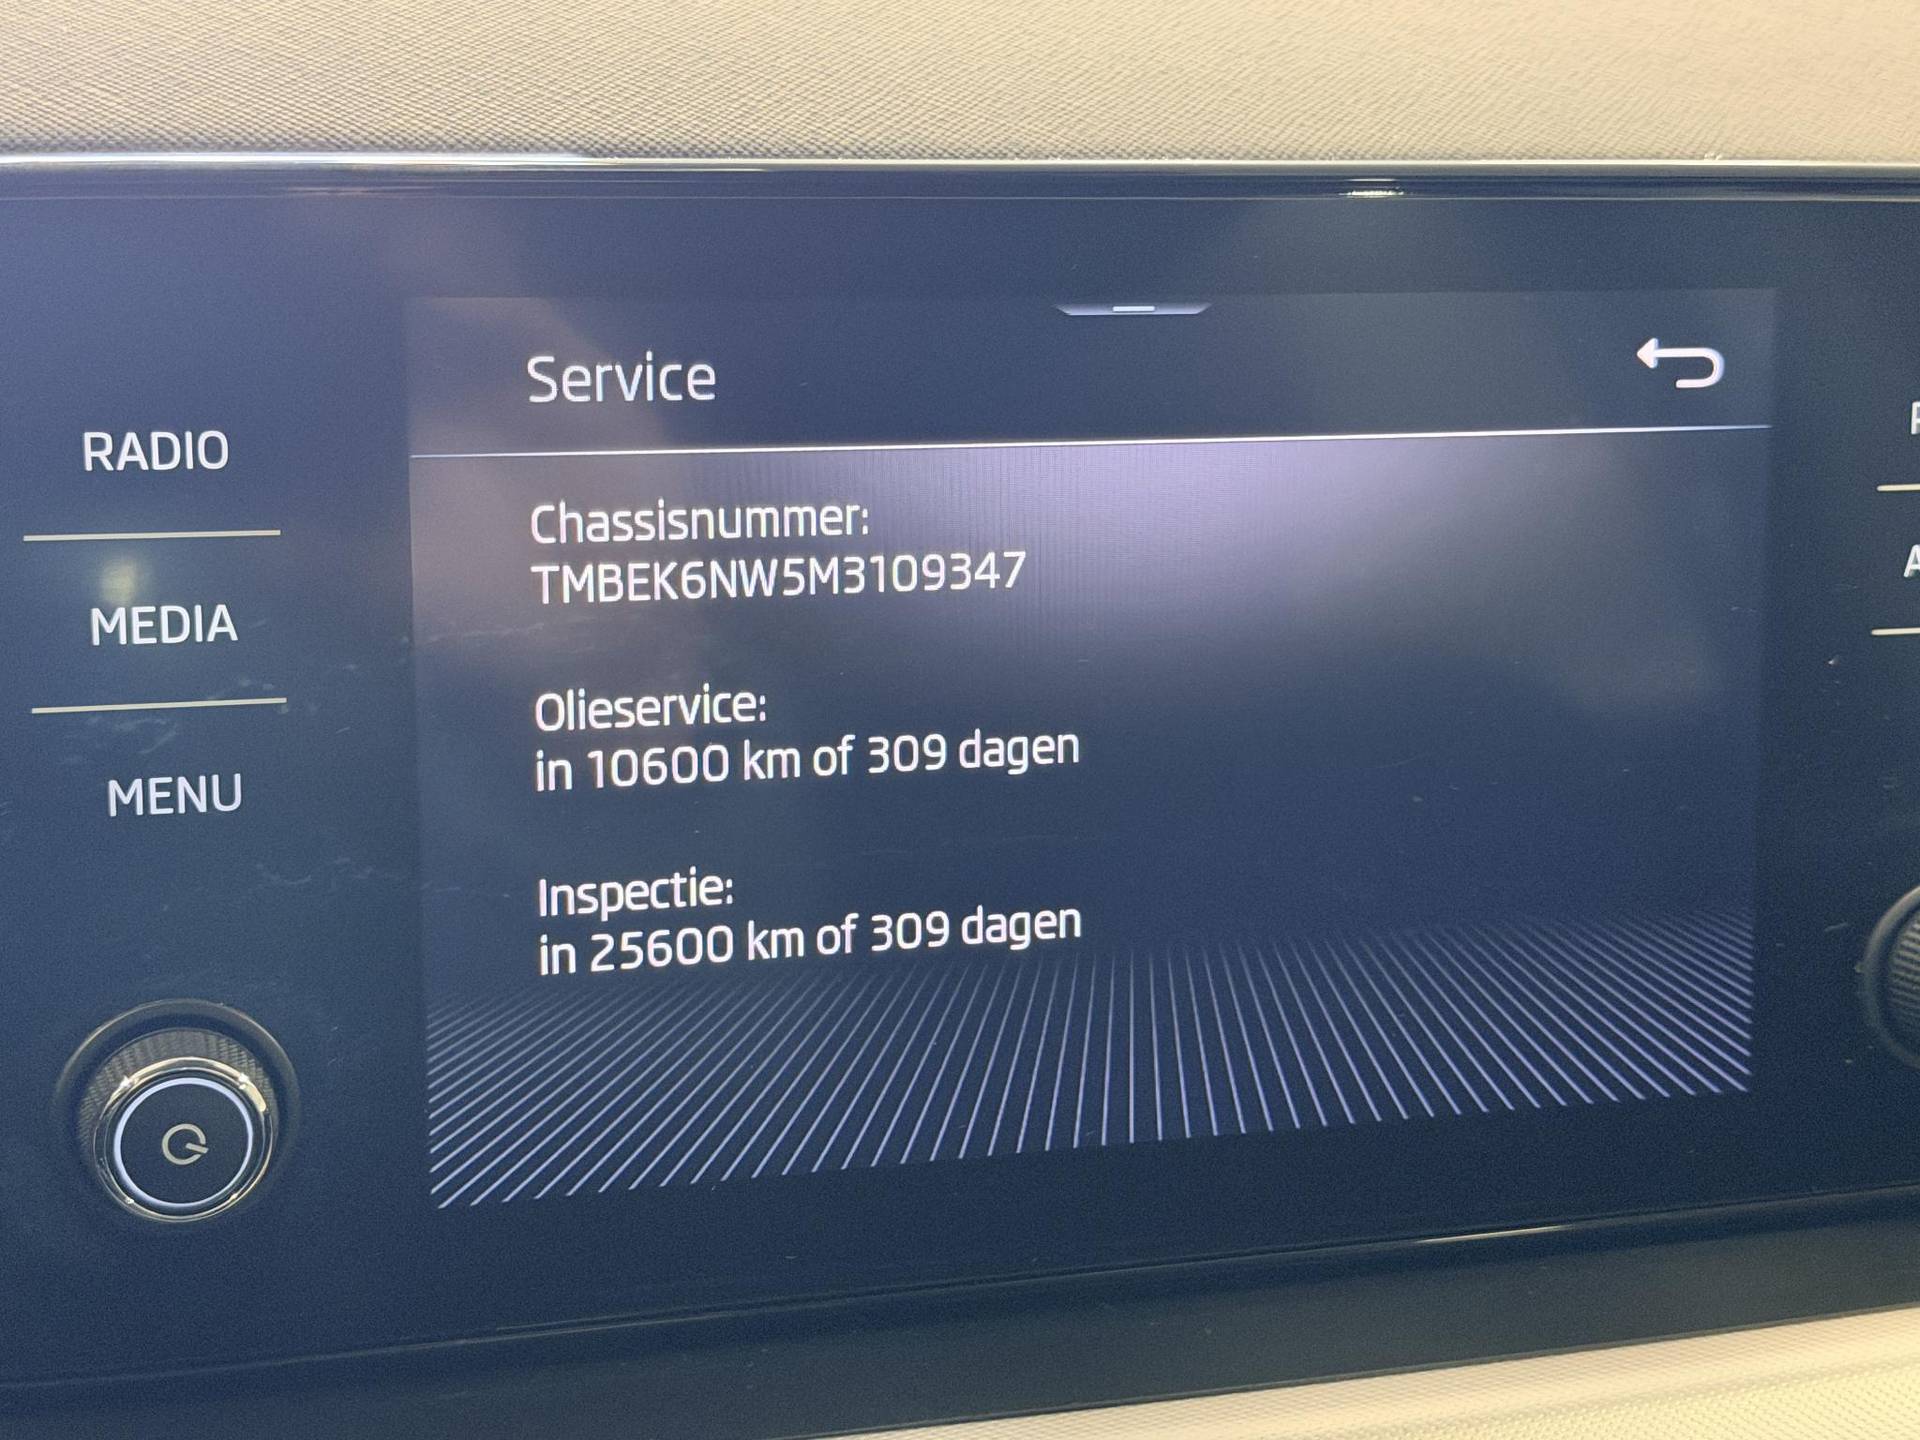 Service
RADIO
MEDIA
MENU
Chassisnummer:
TMBEK6NW5M3109347
Olieservice:
in 10600 km of 309 dagen
Inspectie:
in 25600 km of 309 dagen